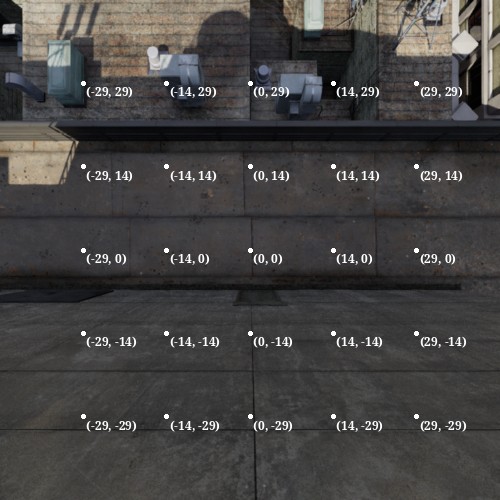 (-29, 29) (-14, 29) (0, 29) (14, 29) (29, 29)
(-29, 14) (-14, 14) (0, 14) (14, 14) (29, 14)
(-29, 0) (-14, 0) (0, 0) (14, 0) (29, 0)
(-29, -14) (-14, -14) (0, -14) (14, -14) (29, -14)
(-29, -29) (-14, -29) (0, -29) (14, -29) (29, -29)